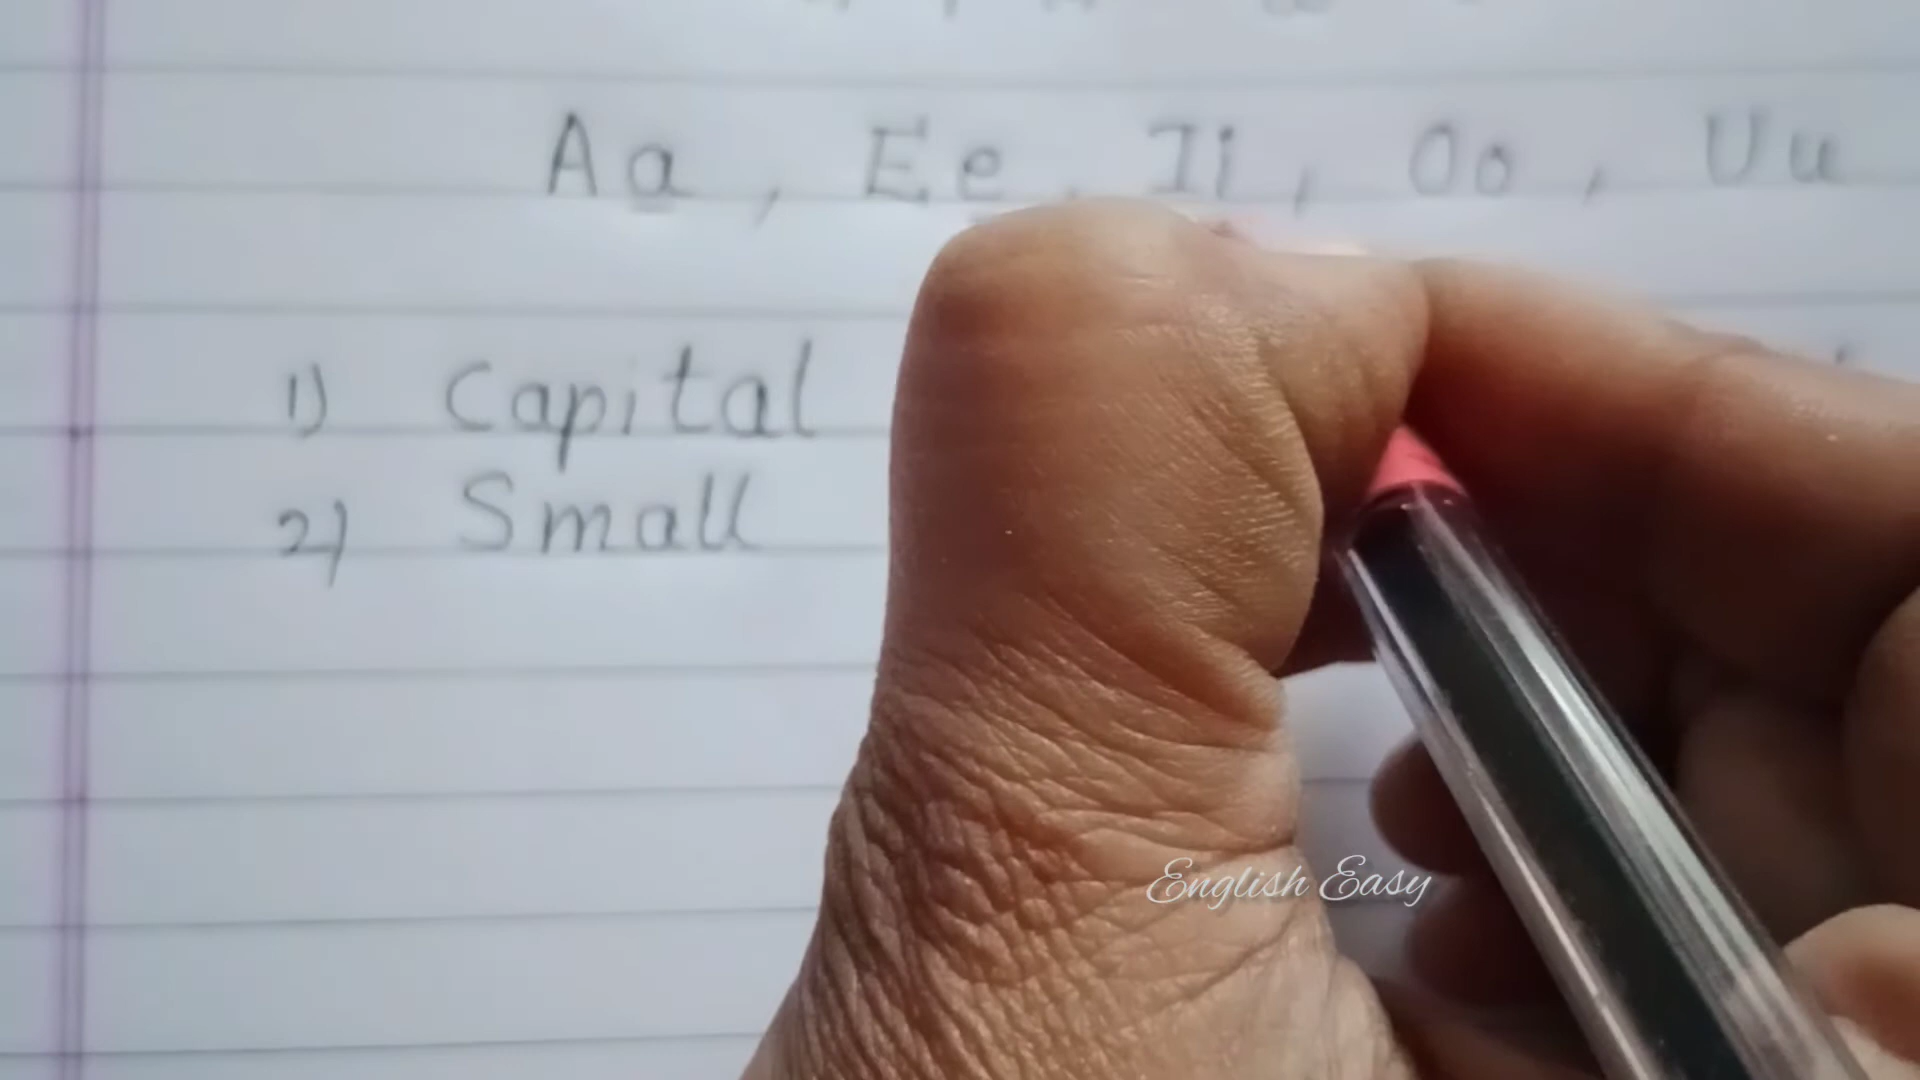 Aa, Ee, Ii, Oo, Uu
1) Capital
2) Small
English Easy